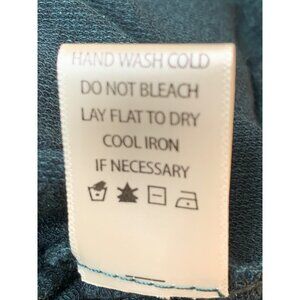 HAND WASH COLD
DO NOT BLEACH
LAY FLAT TO DRY
COOL IRON
IF NECESSARY